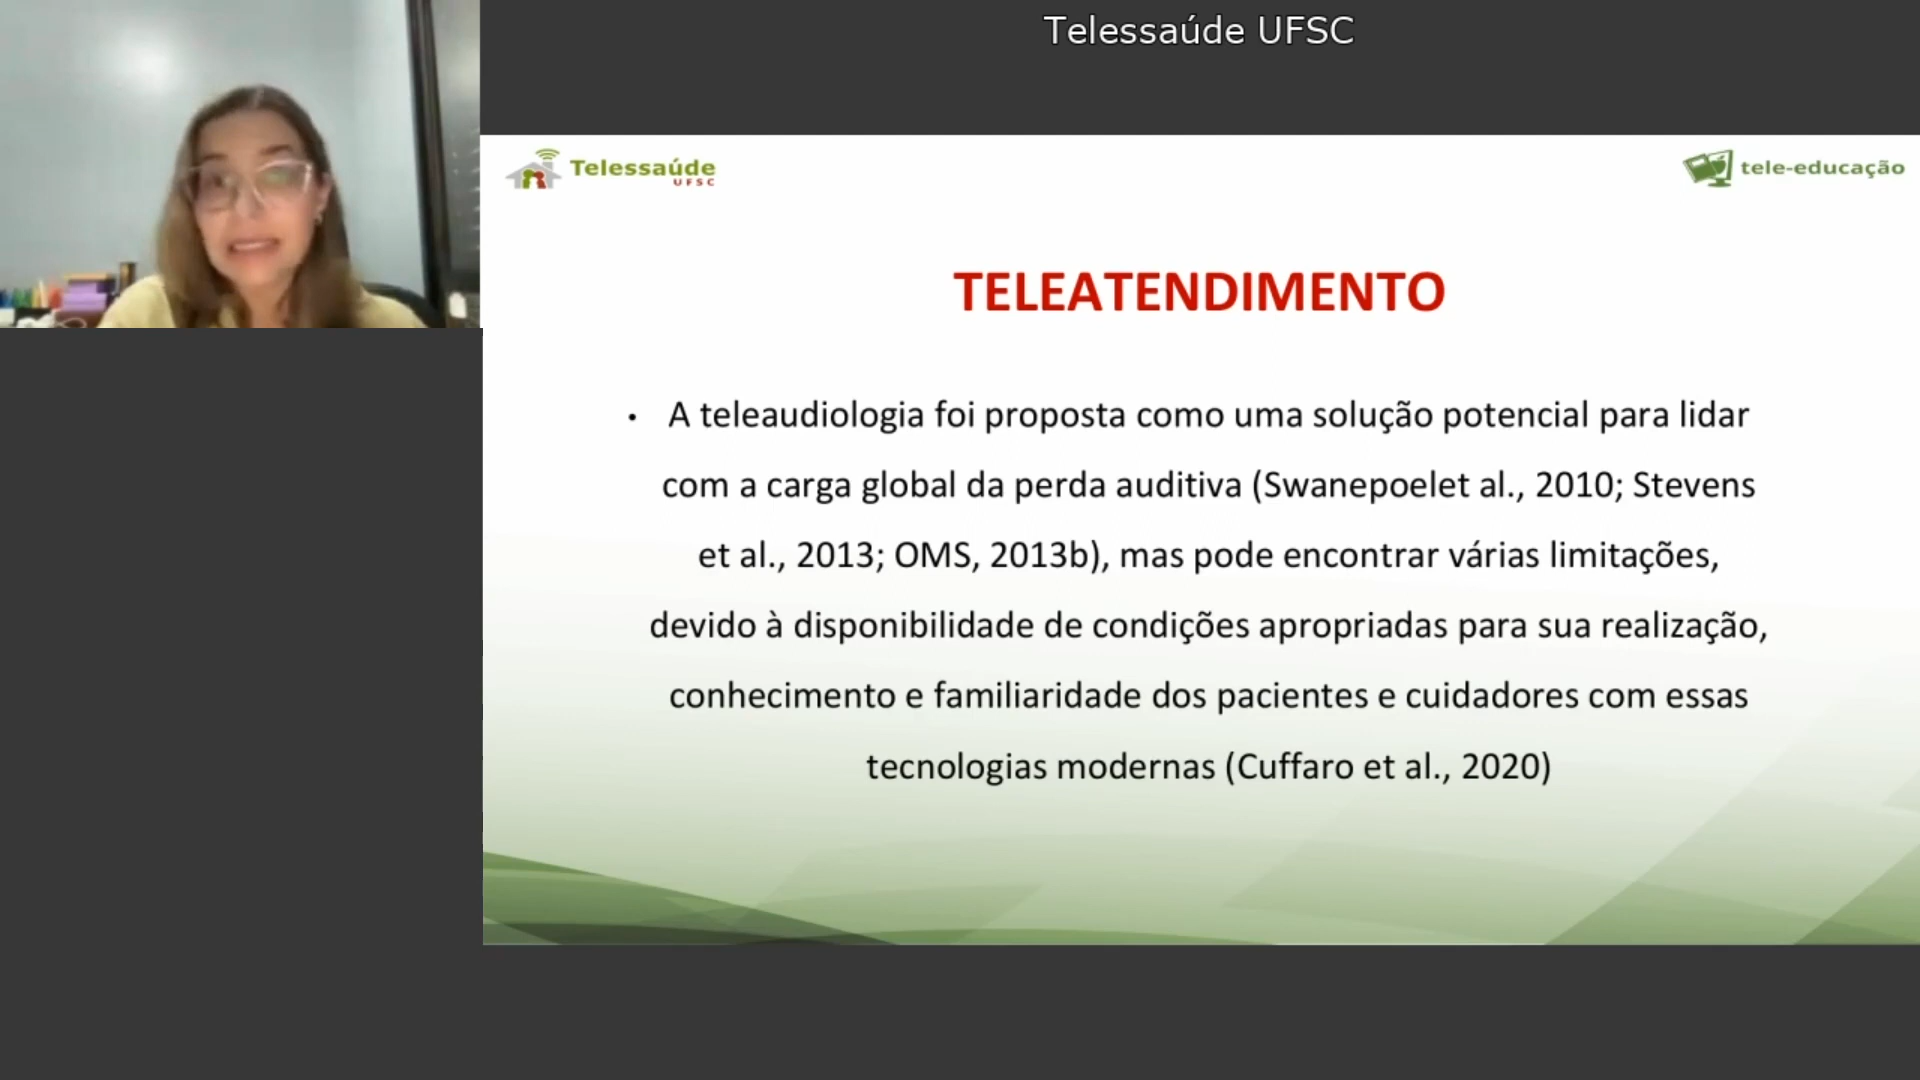 Telessaúde UFSC
Telessaúde
UFSC
tele-educação
TELEATENDIMENTO
• A teleaudiologia foi proposta como uma solução potencial para lidar
com a carga global da perda auditiva (Swanepoelet al., 2010; Stevens
et al., 2013; OMS, 2013b), mas pode encontrar várias limitações,
devido à disponibilidade de condições apropriadas para sua realização,
conhecimento e familiaridade dos pacientes e cuidadores com essas
tecnologias modernas (Cuffaro et al., 2020)